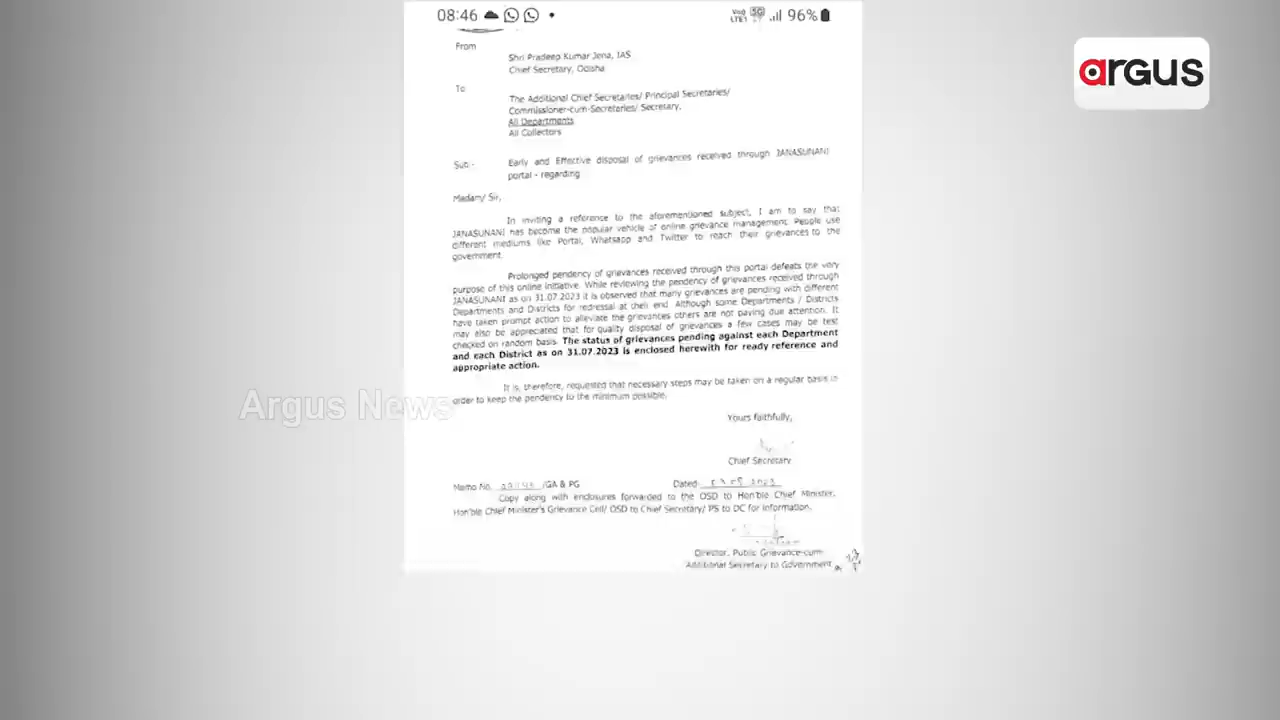 08:46
VoD LTE1 5G 96%
argus
From
Shri Pradeep Kumar Jena, IAS
Chief Secretary, Odisha
To
The Additional Chief Secretaries/ Principal Secretaries/
Commissioner-cum-Secretaries/ Secretary,
All Departments
All Collectors
Sub:- Early and Effective disposal of grievances received through JANASUNANI
portal - regarding
Madam/ Sir,
In inviting a reference to the aforementioned subject, I am to say that
JANASUNANI has become the popular vehicle of online grievance management. People use
different mediums like Portal, Whatsapp and Twitter to reach their grievances to the
government.
Prolonged pendency of grievances received through this portal defeats the very
purpose of this online initiative. While reviewing the pendency of grievances received through
JANASUNANI as on 31.07.2023 it is observed that many grievances are pending with different
Departments and Districts for redressal at their end. Although some Departments / Districts
have taken prompt action to alleviate the grievances others are not paying due attention. It
may also be appreciated that for quality disposal of grievances a few cases may be test
checked on random basis. The status of grievances pending against each Department
and each District as on 31.07.2023 is enclosed herewith for ready reference and
appropriate action.
It is, therefore, requested that necessary steps may be taken on a regular basis in
order to keep the pendency to the minimum possible.
Argus News
Yours faithfully,
Chief Secretary
Memo No. /GA & PG Dated
Copy along with enclosures forwarded to the OSD to Hon'ble Chief Minister,
Hon'ble Chief Minister's Grievance Cell/ OSD to Chief Secretary/ PS to DC for information.
Director, Public Grievance-cum-
Additional Secretary to Government